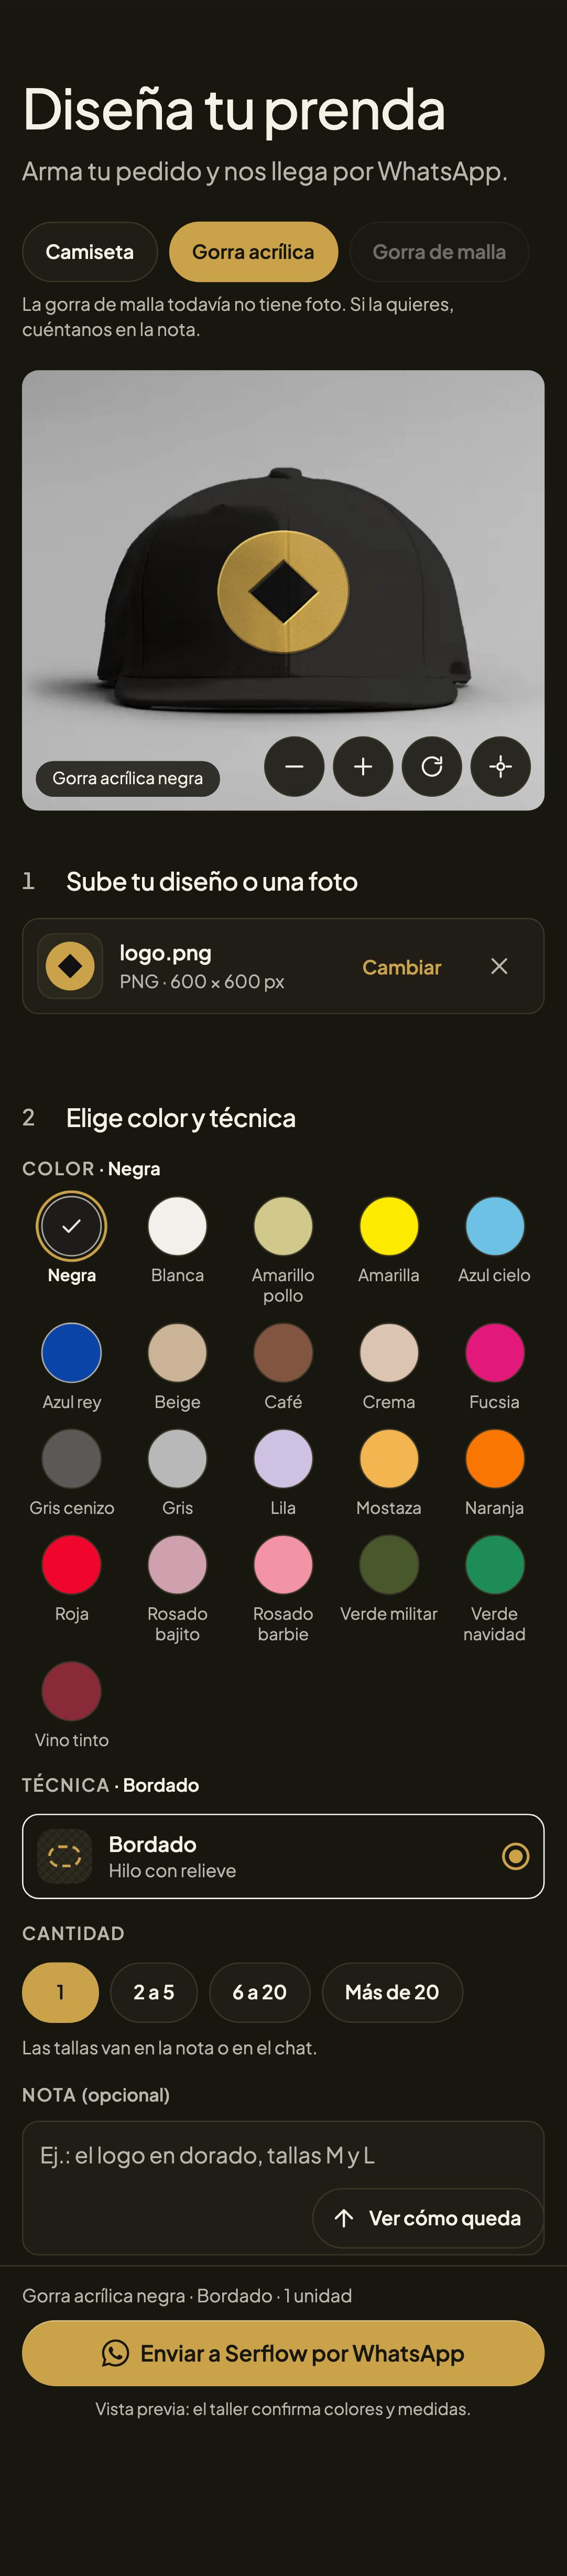 Diseña tu prenda
Arma tu pedido y nos llega por WhatsApp.
Camiseta
Gorra acrílica
Gorra de malla
La gorra de malla todavía no tiene foto. Si la quieres,
cuéntanos en la nota.
Gorra acrílica negra
1 Sube tu diseño o una foto
logo.png
PNG · 600 × 600 px
Cambiar
2 Elige color y técnica
COLOR · Negra
Negra
Blanca
Amarillo
pollo
Amarilla
Azul cielo
Azul rey
Beige
Café
Crema
Fucsia
Gris cenizo
Gris
Lila
Mostaza
Naranja
Roja
Rosado
bajito
Rosado
barbie
Verde militar
Verde
navidad
Vino tinto
TÉCNICA · Bordado
Bordado
Hilo con relieve
CANTIDAD
1
2 a 5
6 a 20
Más de 20
Las tallas van en la nota o en el chat.
NOTA (opcional)
Ej.: el logo en dorado, tallas M y L
Ver cómo queda
Gorra acrílica negra · Bordado · 1 unidad
Enviar a Serflow por WhatsApp
Vista previa: el taller confirma colores y medidas.